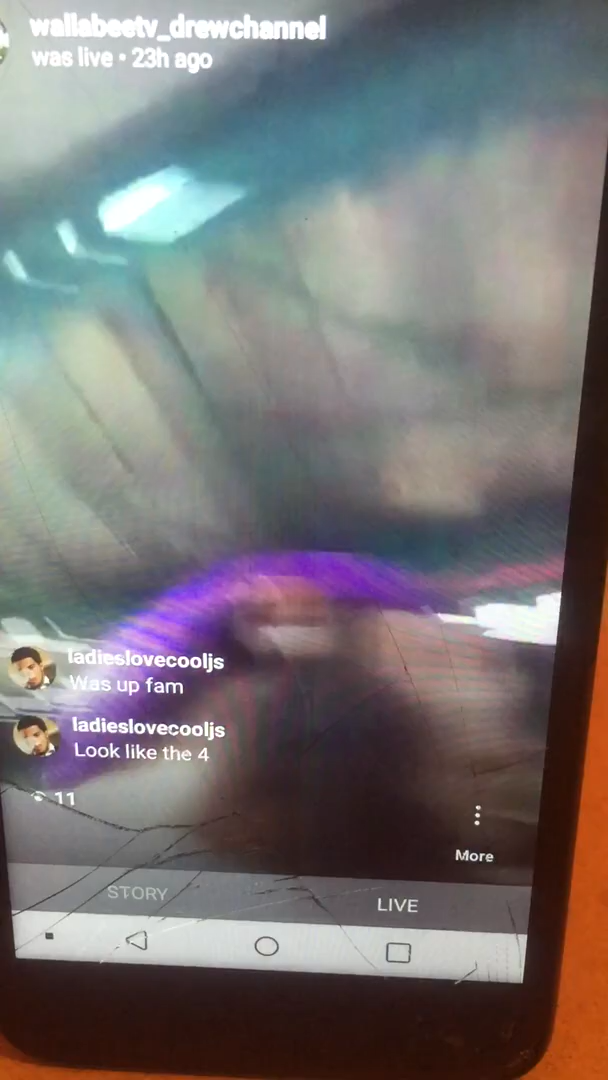 wallabeetv_drewchannel
was live • 23h ago
ladieslovecooljs
Was up fam
ladieslovecooljs
Look like the 4
11
More
STORY
LIVE